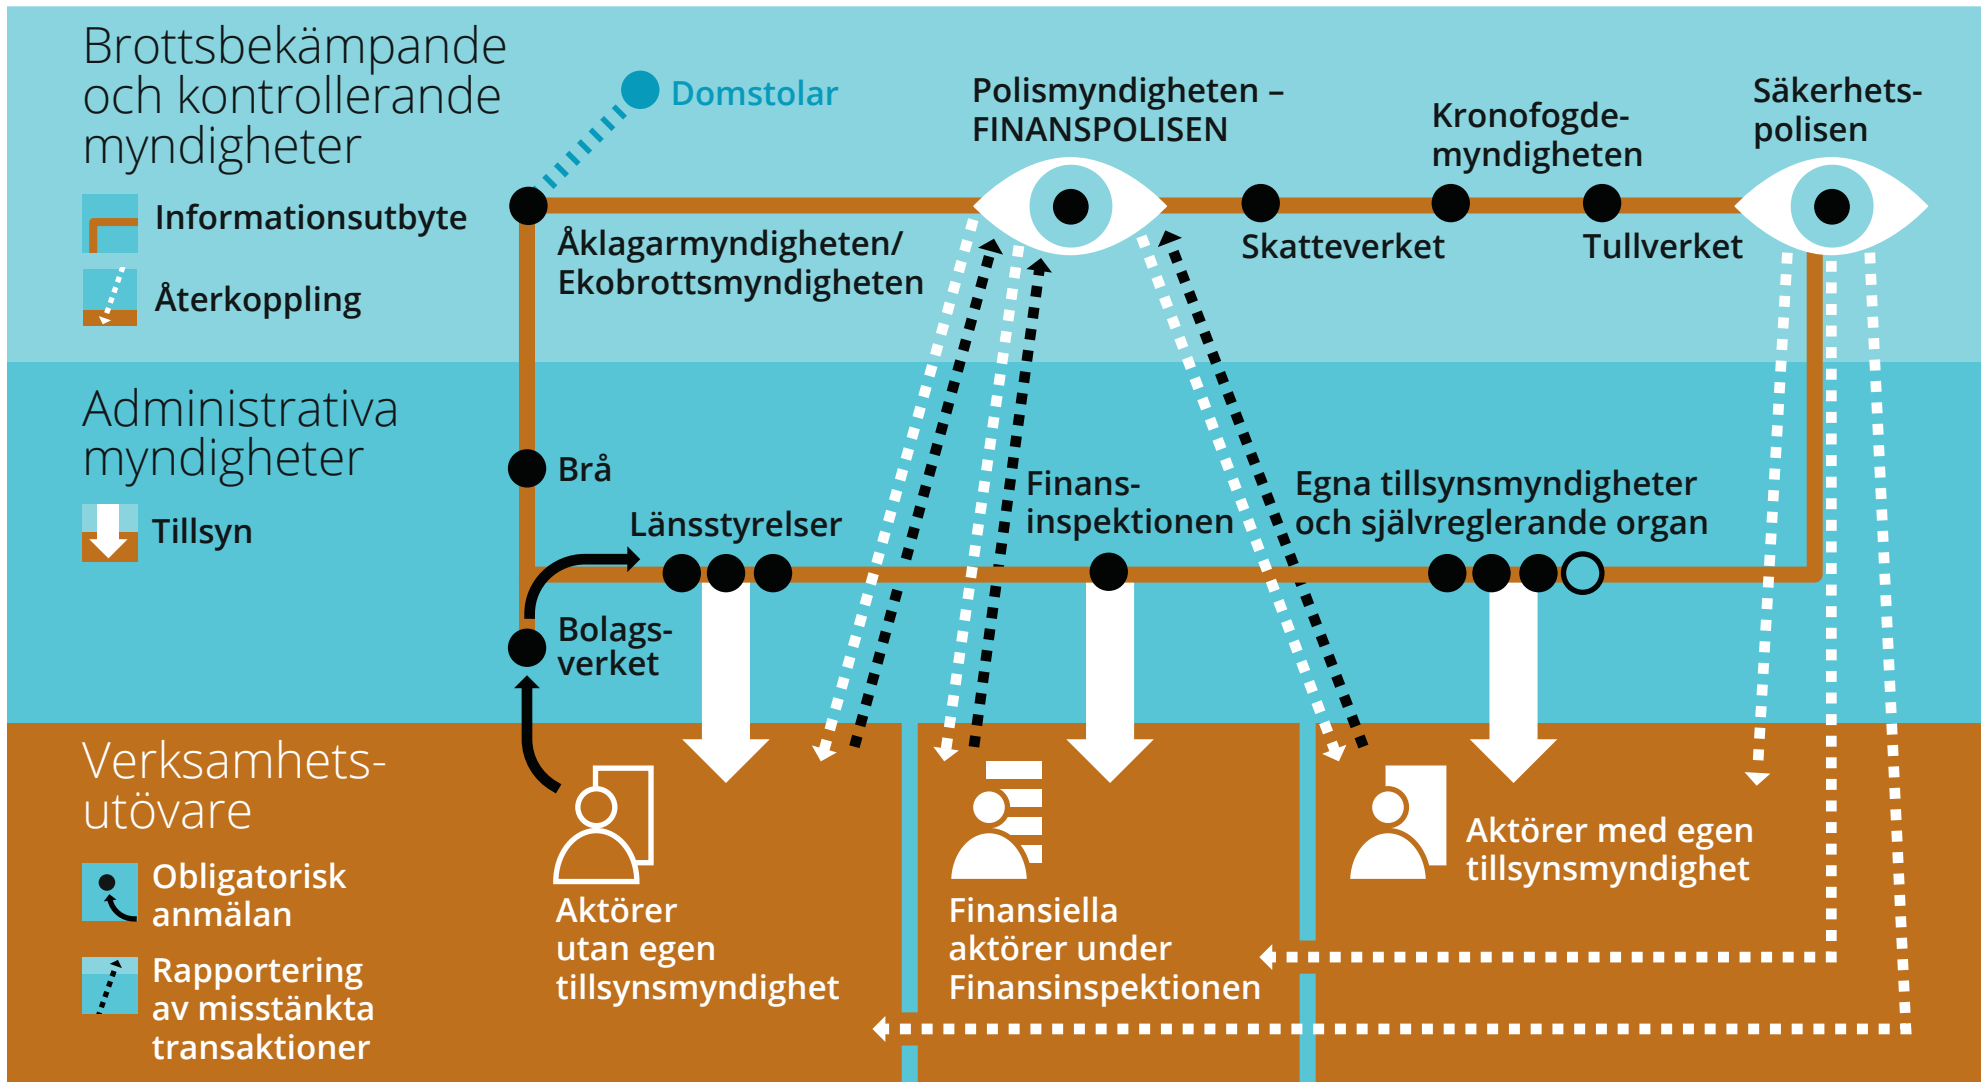 Brottsbekämpande
och kontrollerande
myndigheter
Informationsutbyte
Återkoppling
Domstolar
Polismyndigheten –
FINANSPOLISEN
Kronofogde-
myndigheten
Säkerhets-
polisen
Åklagarmyndigheten/
Ekobrottsmyndigheten
Skatteverket
Tullverket
Administrativa
myndigheter
Tillsyn
Brå
Länsstyrelser
Finans-
inspektionen
Egna tillsynsmyndigheter
och självreglerande organ
Bolags-
verket
Verksamhets-
utövare
Obligatorisk
anmälan
Rapportering
av misstänkta
transaktioner
Aktörer
utan egen
tillsynsmyndighet
Finansiella
aktörer under
Finansinspektionen
Aktörer med egen
tillsynsmyndighet